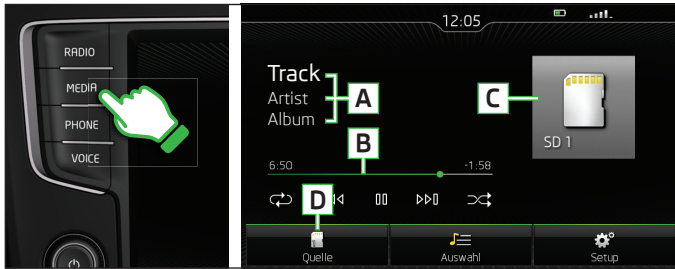 RADIO
MEDIA
PHONE
VOICE
12:05
Track
Artist
Album
A
B
C
SD 1
6:50
-1:58
D
Quelle
Auswahl
Setup